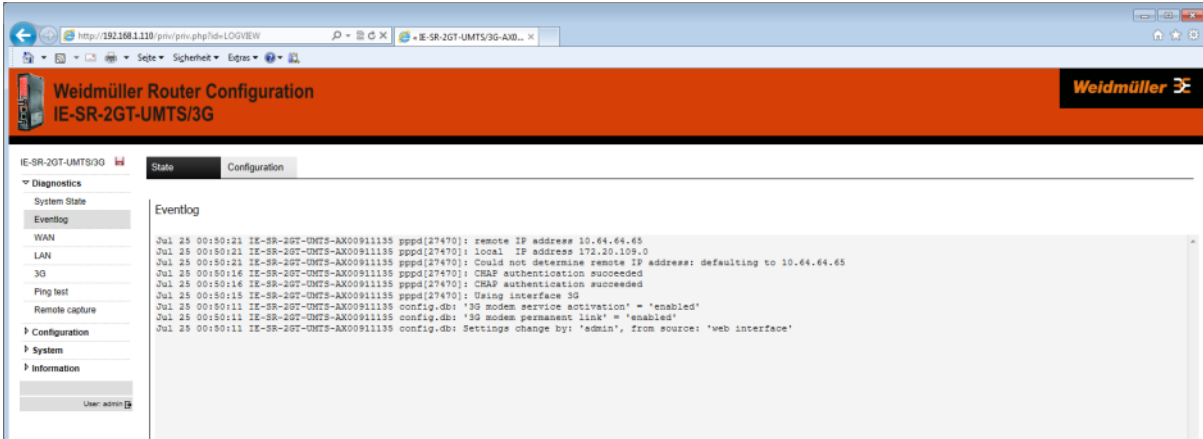 http://192.168.1.110/priv/priv.php?id=LOGVIEW
- IE-SR-2GT-UMTS/3G-AX0...
Seite Sicherheit Extras
Weidmüller Router Configuration
IE-SR-2GT-UMTS/3G
Weidmüller
IE-SR-2GT-UMTS/3G
State Configuration
Diagnostics
System State
Eventlog
WAN
LAN
3G
Ping test
Remote capture
Configuration
System
Information
User: admin
Eventlog
Jul 25 00:50:21 IE-SR-2GT-UMTS-AX00911135 pppd[27470]: remote IP address 10.64.64.65
Jul 25 00:50:21 IE-SR-2GT-UMTS-AX00911135 pppd[27470]: local IP address 172.20.109.0
Jul 25 00:50:21 IE-SR-2GT-UMTS-AX00911135 pppd[27470]: Could not determine remote IP address: defaulting to 10.64.64.65
Jul 25 00:50:16 IE-SR-2GT-UMTS-AX00911135 pppd[27470]: CHAP authentication succeeded
Jul 25 00:50:16 IE-SR-2GT-UMTS-AX00911135 pppd[27470]: CHAP authentication succeeded
Jul 25 00:50:15 IE-SR-2GT-UMTS-AX00911135 pppd[27470]: Using interface 3G
Jul 25 00:50:11 IE-SR-2GT-UMTS-AX00911135 config.db: '3G modem service activation' = 'enabled'
Jul 25 00:50:11 IE-SR-2GT-UMTS-AX00911135 config.db: '3G modem permanent link' = 'enabled'
Jul 25 00:50:11 IE-SR-2GT-UMTS-AX00911135 config.db: Settings change by: 'admin', from source: 'web interface'